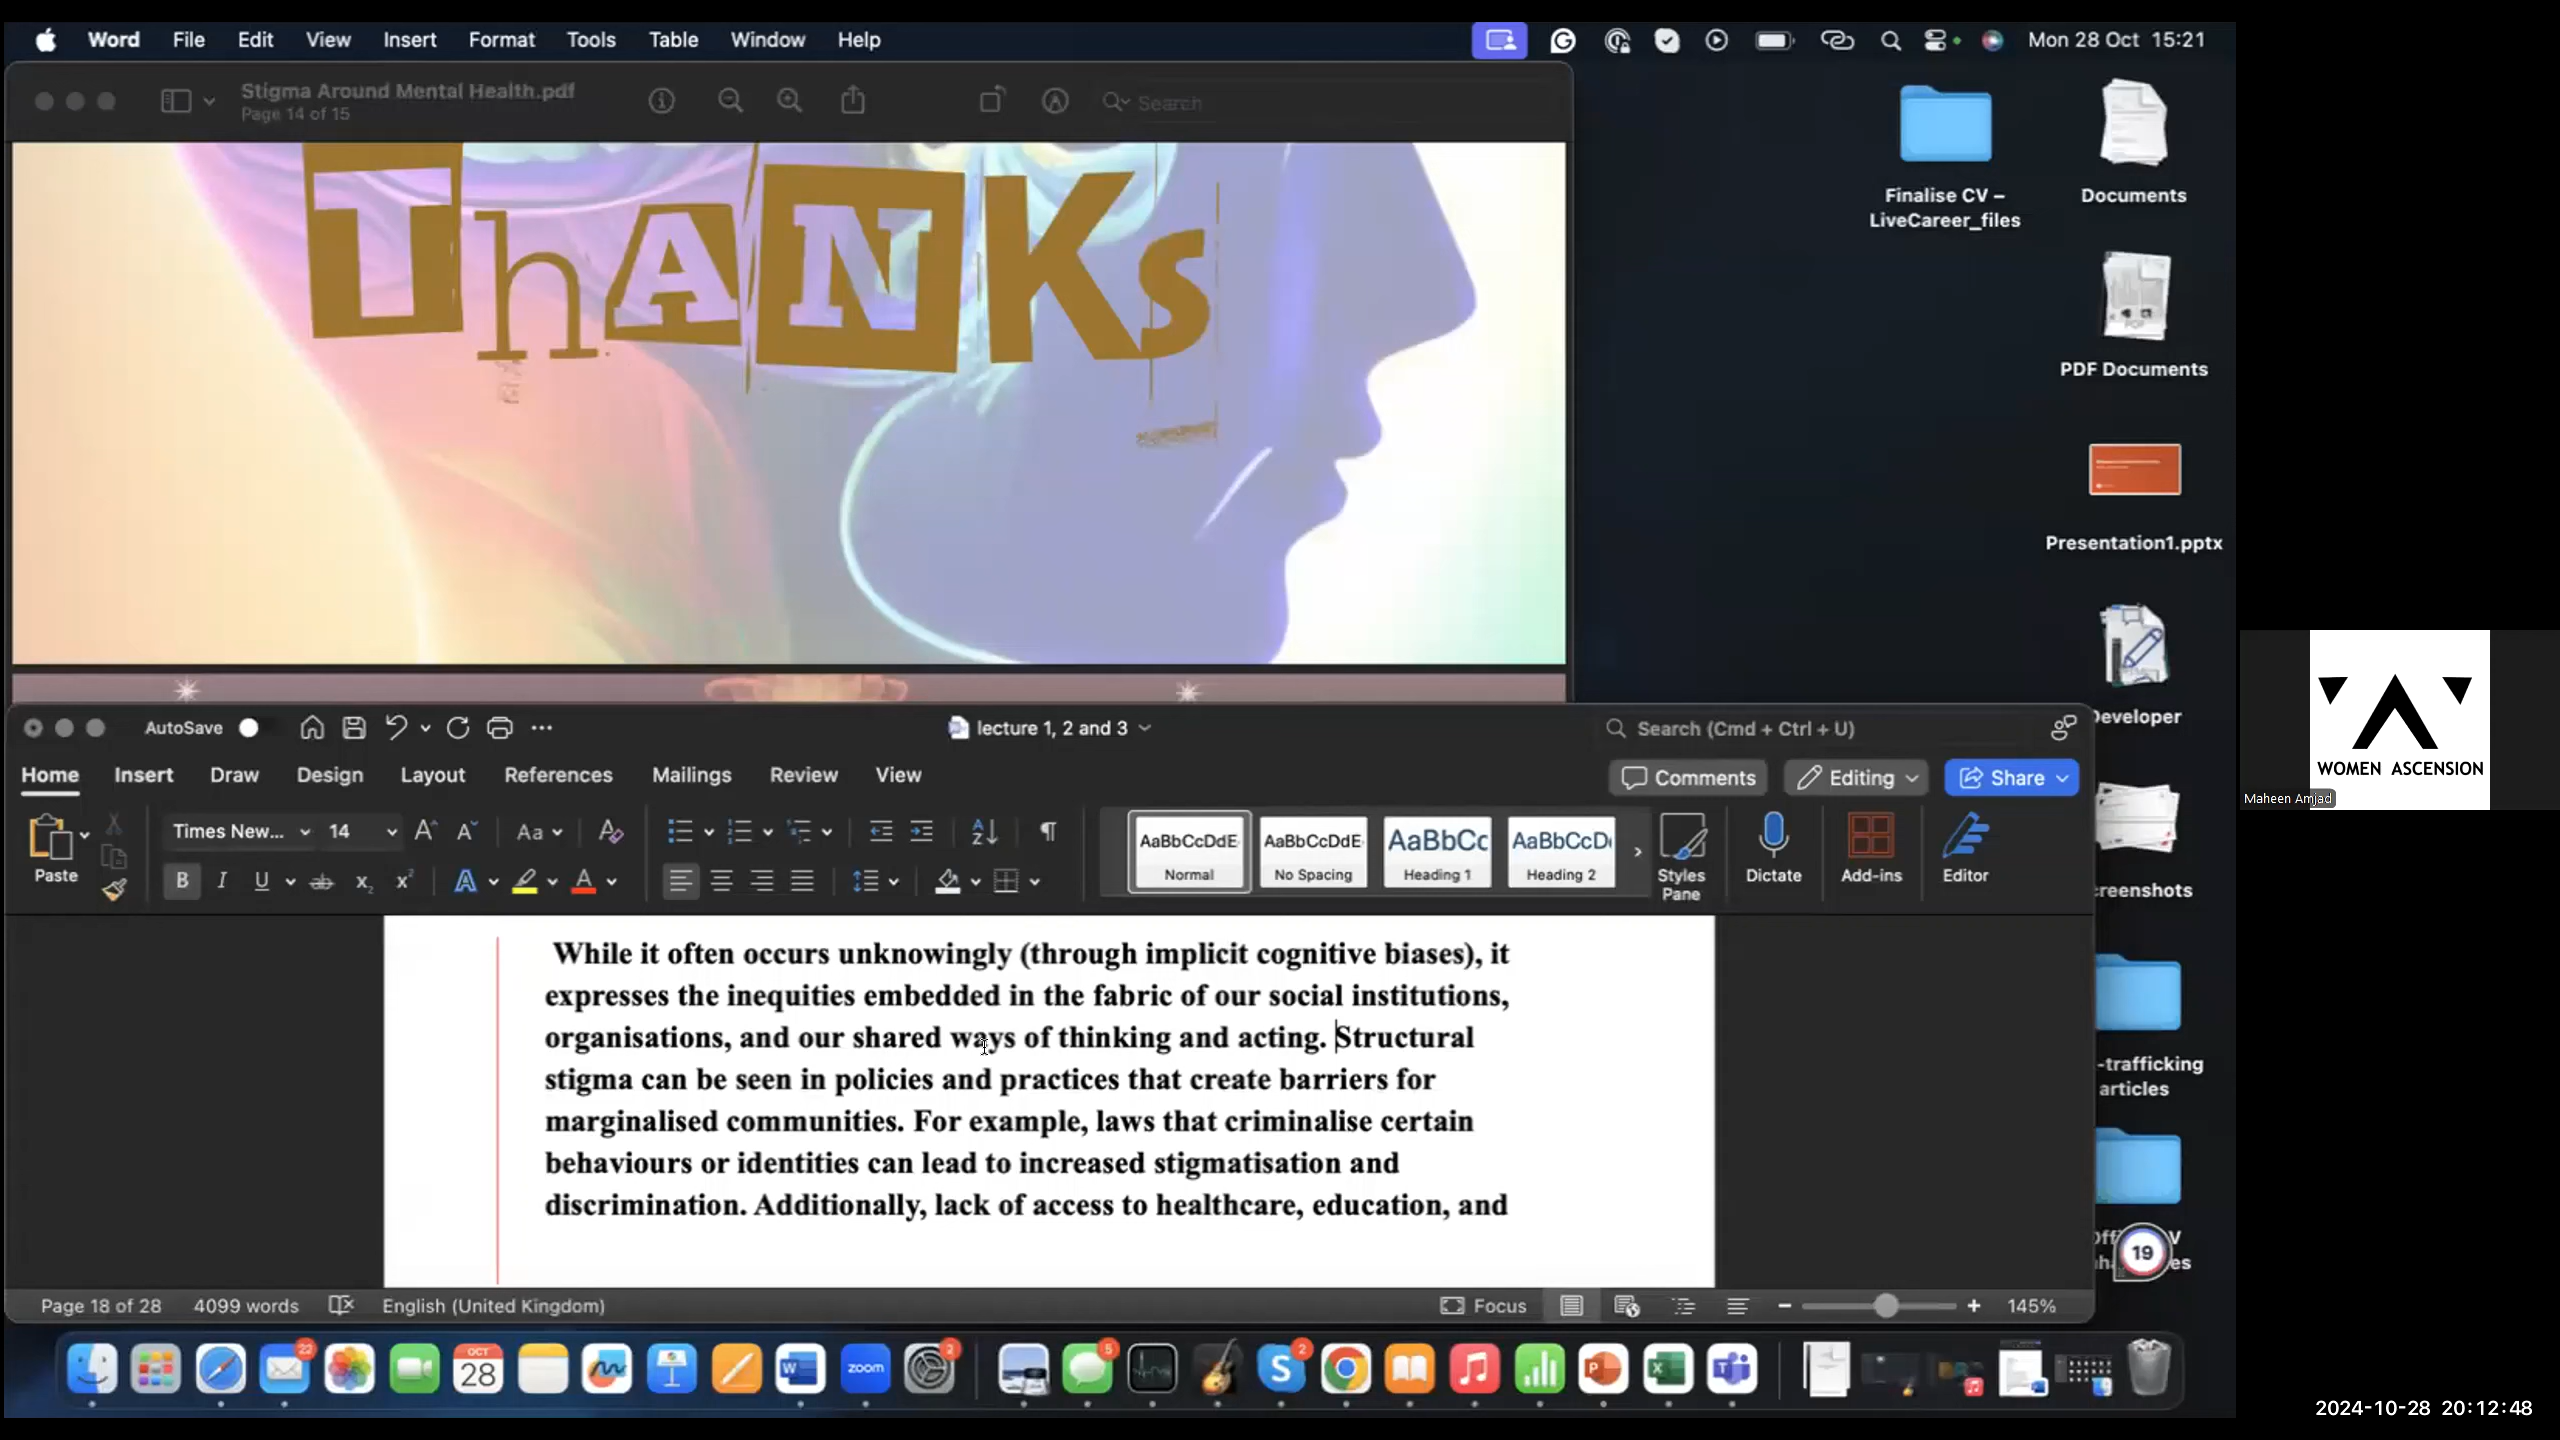 Word File Edit View Insert Format Tools Table Window Help Mon 28 Oct 15:21
Stigma Around Mental Health.pdf
Page 14 of 15
Search
ThANKs
Finalise CV –
LiveCareer_files
Documents
PDF Documents
Presentation1.pptx
Developer
reenshots
-trafficking
articles
19
AutoSave
lecture 1, 2 and 3
Search (Cmd + Ctrl + U)
Home Insert Draw Design Layout References Mailings Review View
Comments Editing Share
Paste
Times New... 14
AaBbCcDdE AaBbCcDdE AaBbCc AaBbCcD
Normal No Spacing Heading 1 Heading 2
Styles
Pane
Dictate Add-ins Editor
While it often occurs unknowingly (through implicit cognitive biases), it
expresses the inequities embedded in the fabric of our social institutions,
organisations, and our shared ways of thinking and acting. Structural
stigma can be seen in policies and practices that create barriers for
marginalised communities. For example, laws that criminalise certain
behaviours or identities can lead to increased stigmatisation and
discrimination. Additionally, lack of access to healthcare, education, and
Page 18 of 28 4099 words English (United Kingdom) Focus 145%
22
OCT
28
zoom
2
5
2
WOMEN ASCENSION
Maheen Amjad
2024-10-28 20:12:48